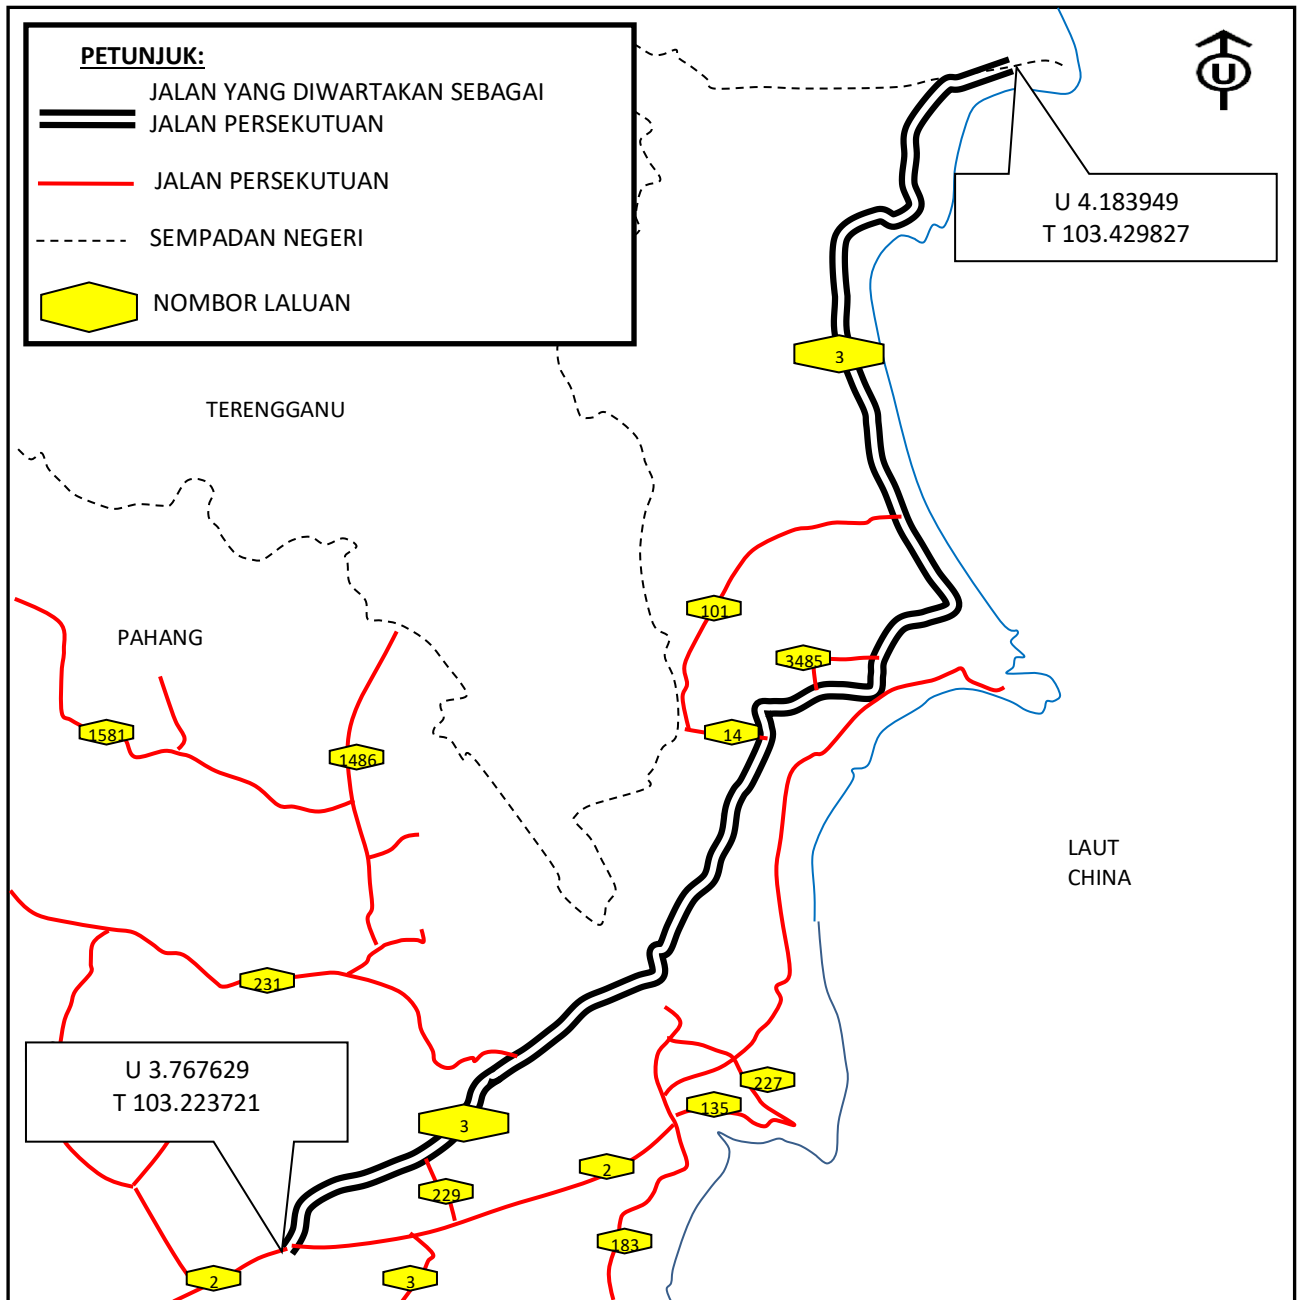 PETUNJUK:
JALAN YANG DIWARTAKAN SEBAGAI
JALAN PERSEKUTUAN
JALAN PERSEKUTUAN
SEMPADAN NEGERI
NOMBOR LALUAN
U
U 4.183949
T 103.429827
3
TERENGGANU
101
PAHANG
3485
1581
14
1486
LAUT
CHINA
231
U 3.767629
T 103.223721
227
135
3
2
229
183
2
3